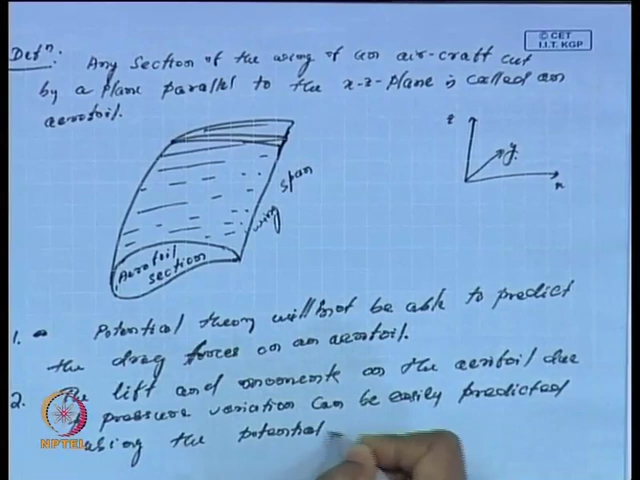 © CET
I.I.T. KGP
Defn: Any section of the wing of an air-craft cut
by a plane parallel to the x-z-plane is called an
aerofoil.
z
y
x
span
wing
Aerofoil
section
1. Potential theory will not be able to predict
the drag forces on an aerofoil.
2. The lift and moment on the aerofoil due
pressure variation can be easily predicted
using the potential
NPTEL